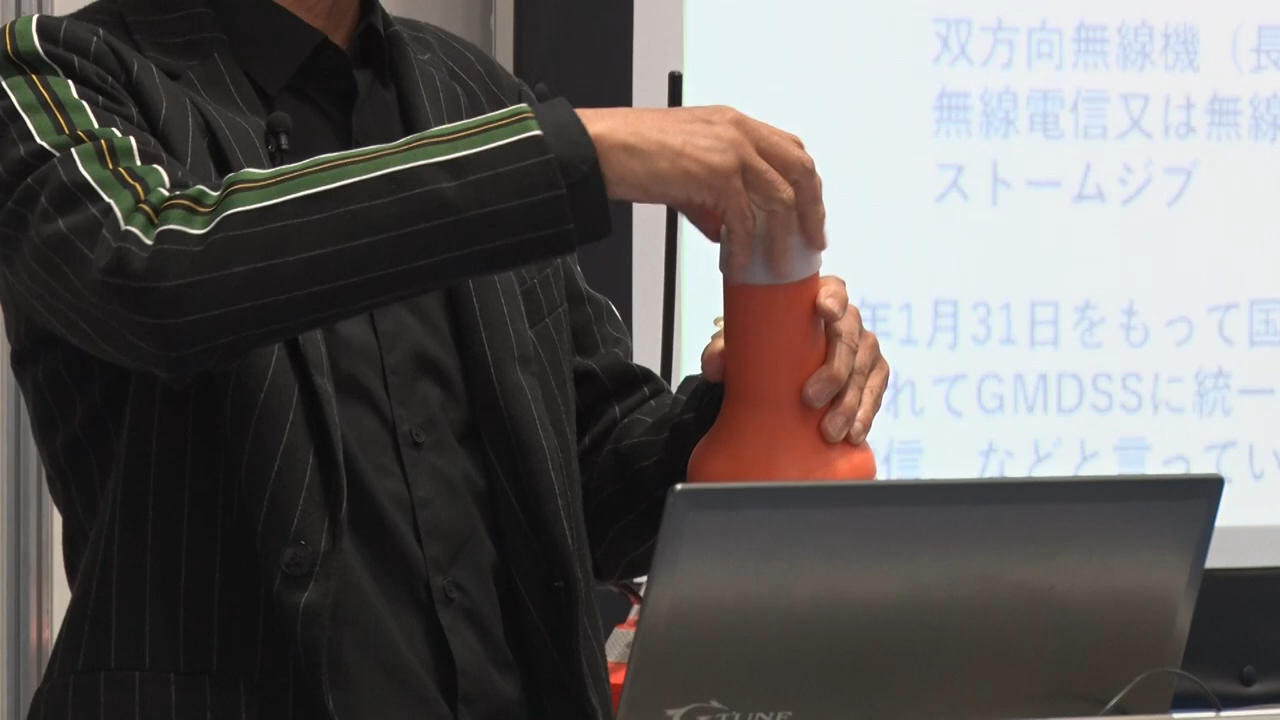 双方向無線機（長
無線電信又は無線
ストームジブ
年1月31日をもって国
れてGMDSSに統一
信、などと言ってい
G-TUNE